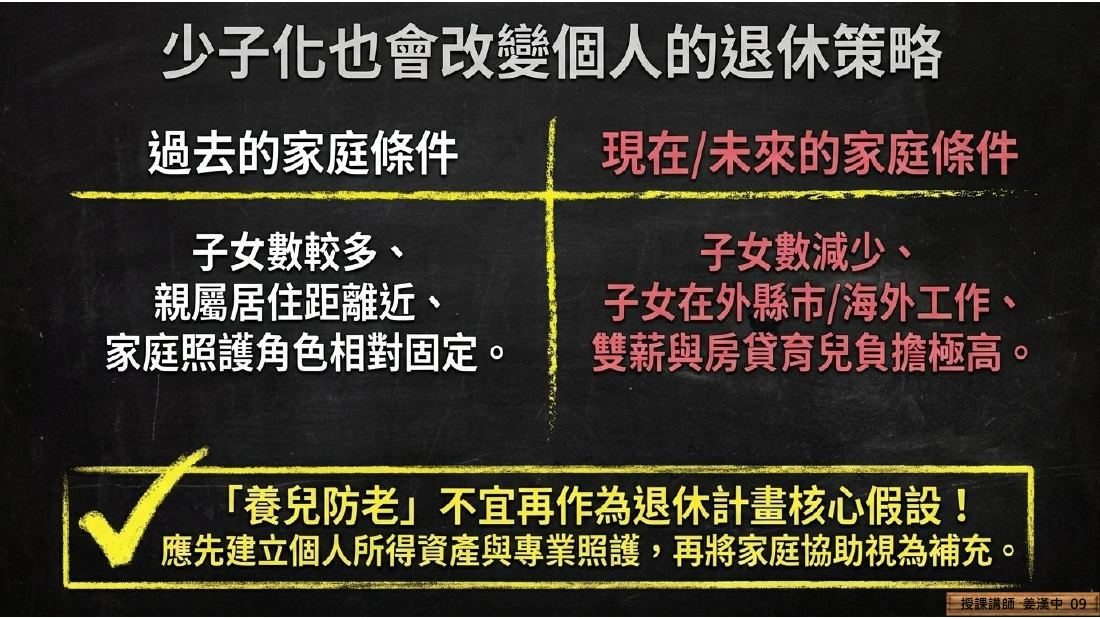 少子化也會改變個人的退休策略
過去的家庭條件
子女數較多、
親屬居住距離近、
家庭照護角色相對固定。
現在/未來的家庭條件
子女數減少、
子女在外縣市/海外工作、
雙薪與房貸育兒負擔極高。
「養兒防老」不宜再作為退休計畫核心假設！
應先建立個人所得資產與專業照護，再將家庭協助視為補充。
授課講師 姜漢中 09